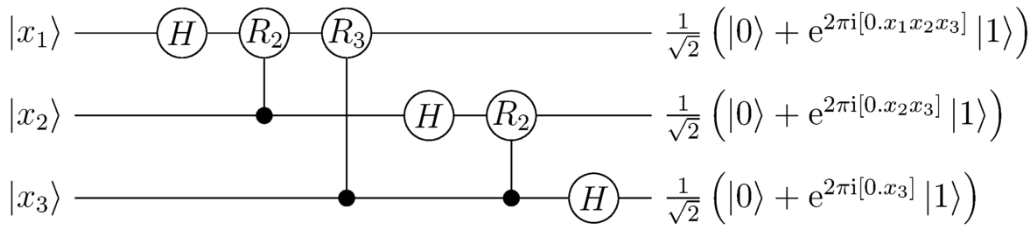 |x₁⟩ H R₂ R₃ 1/√2 (|0⟩ + e^{2πi[0.x₁x₂x₃]} |1⟩)
|x₂⟩ H R₂ 1/√2 (|0⟩ + e^{2πi[0.x₂x₃]} |1⟩)
|x₃⟩ H 1/√2 (|0⟩ + e^{2πi[0.x₃]} |1⟩)